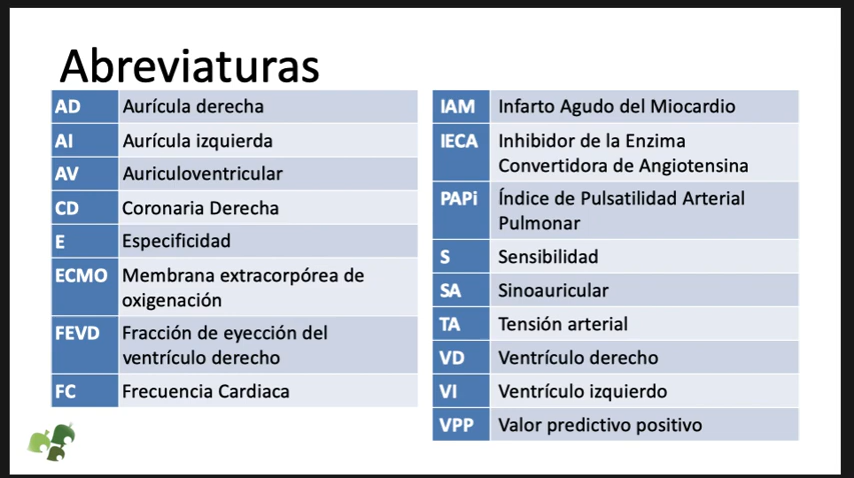 Abreviaturas
AD Aurícula derecha
AI Aurícula izquierda
AV Auriculoventricular
CD Coronaria Derecha
E Especificidad
ECMO Membrana extracorpórea de
oxigenación
FEVD Fracción de eyección del
ventrículo derecho
FC Frecuencia Cardiaca
IAM Infarto Agudo del Miocardio
IECA Inhibidor de la Enzima
Convertidora de Angiotensina
PAPi Índice de Pulsatilidad Arterial
Pulmonar
S Sensibilidad
SA Sinoauricular
TA Tensión arterial
VD Ventrículo derecho
VI Ventrículo izquierdo
VPP Valor predictivo positivo